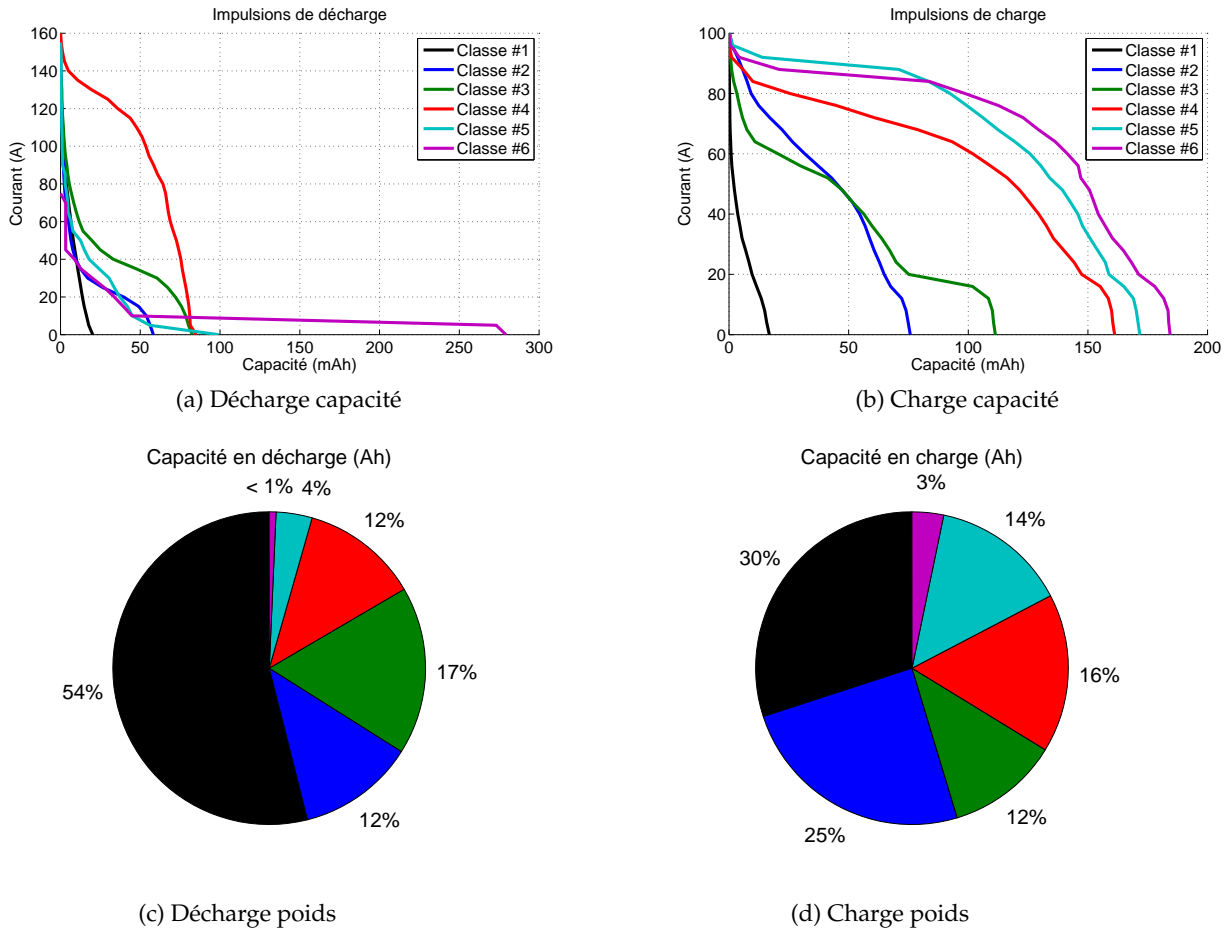 Impulsions de décharge
160
140
120
100
80
60
40
20
0
Courant (A)
Classe #1
Classe #2
Classe #3
Classe #4
Classe #5
Classe #6
0 50 100 150 200 250 300
Capacité (mAh)
(a) Décharge capacité
Impulsions de charge
100
80
60
40
20
0
Courant (A)
Classe #1
Classe #2
Classe #3
Classe #4
Classe #5
Classe #6
0 50 100 150 200
Capacité (mAh)
(b) Charge capacité
Capacité en décharge (Ah)
< 1% 4%
12%
17%
54%
12%
(c) Décharge poids
Capacité en charge (Ah)
3%
14%
30%
16%
12%
25%
(d) Charge poids